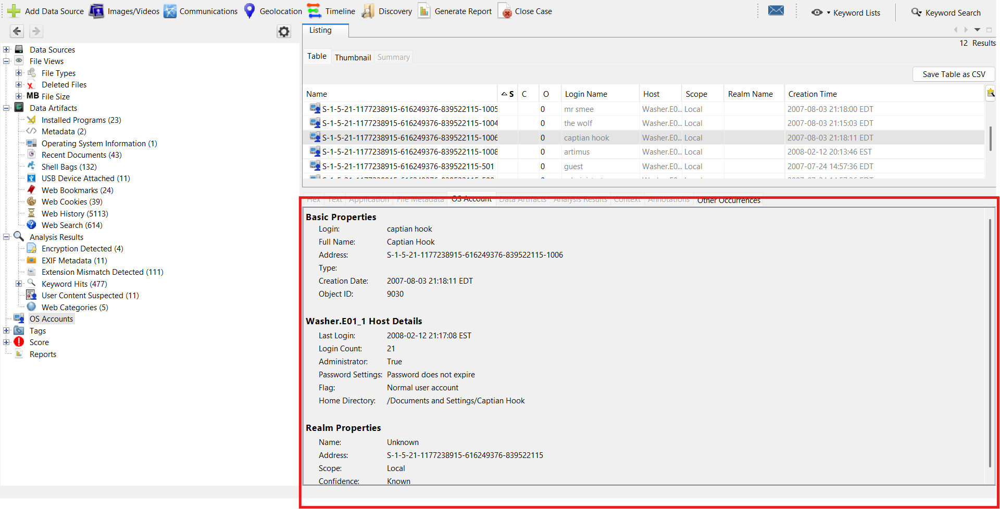 Add Data Source Images/Videos Communications Geolocation Timeline Discovery Generate Report Close Case Keyword Lists Keyword Search
Listing
12 Results
Table Thumbnail Summary
Save Table as CSV
Data Sources
File Views
File Types
Deleted Files
MB File Size
Data Artifacts
Installed Programs (23)
Metadata (2)
Operating System Information (1)
Recent Documents (43)
Shell Bags (132)
USB Device Attached (11)
Web Bookmarks (24)
Web Cookies (39)
Web History (5113)
Web Search (614)
Analysis Results
Encryption Detected (4)
EXIF Metadata (11)
Extension Mismatch Detected (111)
Keyword Hits (477)
User Content Suspected (11)
Web Categories (5)
OS Accounts
Tags
Score
Reports
Name S C O Login Name Host Scope Realm Name Creation Time
S-1-5-21-1177238915-616249376-839522115-1005 0 mr smee Washer.E0... Local 2007-08-03 21:18:00 EDT
S-1-5-21-1177238915-616249376-839522115-1004 0 the wolf Washer.E0... Local 2007-08-03 21:15:03 EDT
S-1-5-21-1177238915-616249376-839522115-1006 0 captian hook Washer.E0... Local 2007-08-03 21:18:11 EDT
S-1-5-21-1177238915-616249376-839522115-1008 0 artimus Washer.E0... Local 2008-02-12 20:13:46 EST
S-1-5-21-1177238915-616249376-839522115-501 0 guest Washer.E0... Local 2007-07-24 14:57:36 EDT
Hex Text Application File Metadata OS Account Data Artifacts Analysis Results Context Annotations Other Occurrences
Basic Properties
Login: captian hook
Full Name: Captian Hook
Address: S-1-5-21-1177238915-616249376-839522115-1006
Type:
Creation Date: 2007-08-03 21:18:11 EDT
Object ID: 9030
Washer.E01_1 Host Details
Last Login: 2008-02-12 21:17:08 EST
Login Count: 21
Administrator: True
Password Settings: Password does not expire
Flag: Normal user account
Home Directory: /Documents and Settings/Captian Hook
Realm Properties
Name: Unknown
Address: S-1-5-21-1177238915-616249376-839522115
Scope: Local
Confidence: Known